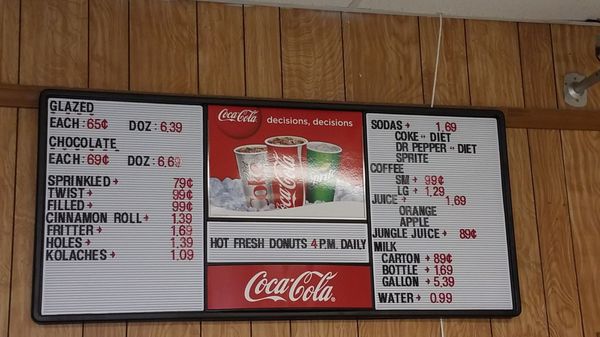 GLAZED
EACH: 65¢ DOZ: 6.39
CHOCOLATE
EACH: 69¢ DOZ: 6.69
SPRINKLED 79¢
TWIST 99¢
FILLED 99¢
CINNAMON ROLL 1.39
FRITTER 1.69
HOLES 1.39
KOLACHES 1.09
Coca-Cola decisions, decisions
Coca-Cola
HOT FRESH DONUTS 4 P.M. DAILY
Coca-Cola
SODAS 1.69
COKE DIET
DR PEPPER DIET
SPRITE
COFFEE
SM 99¢
LG 1.29
JUICE 1.69
ORANGE
APPLE
JUNGLE JUICE 89¢
MILK
CARTON 89¢
BOTTLE 1.69
GALLON 5.39
WATER 0.99